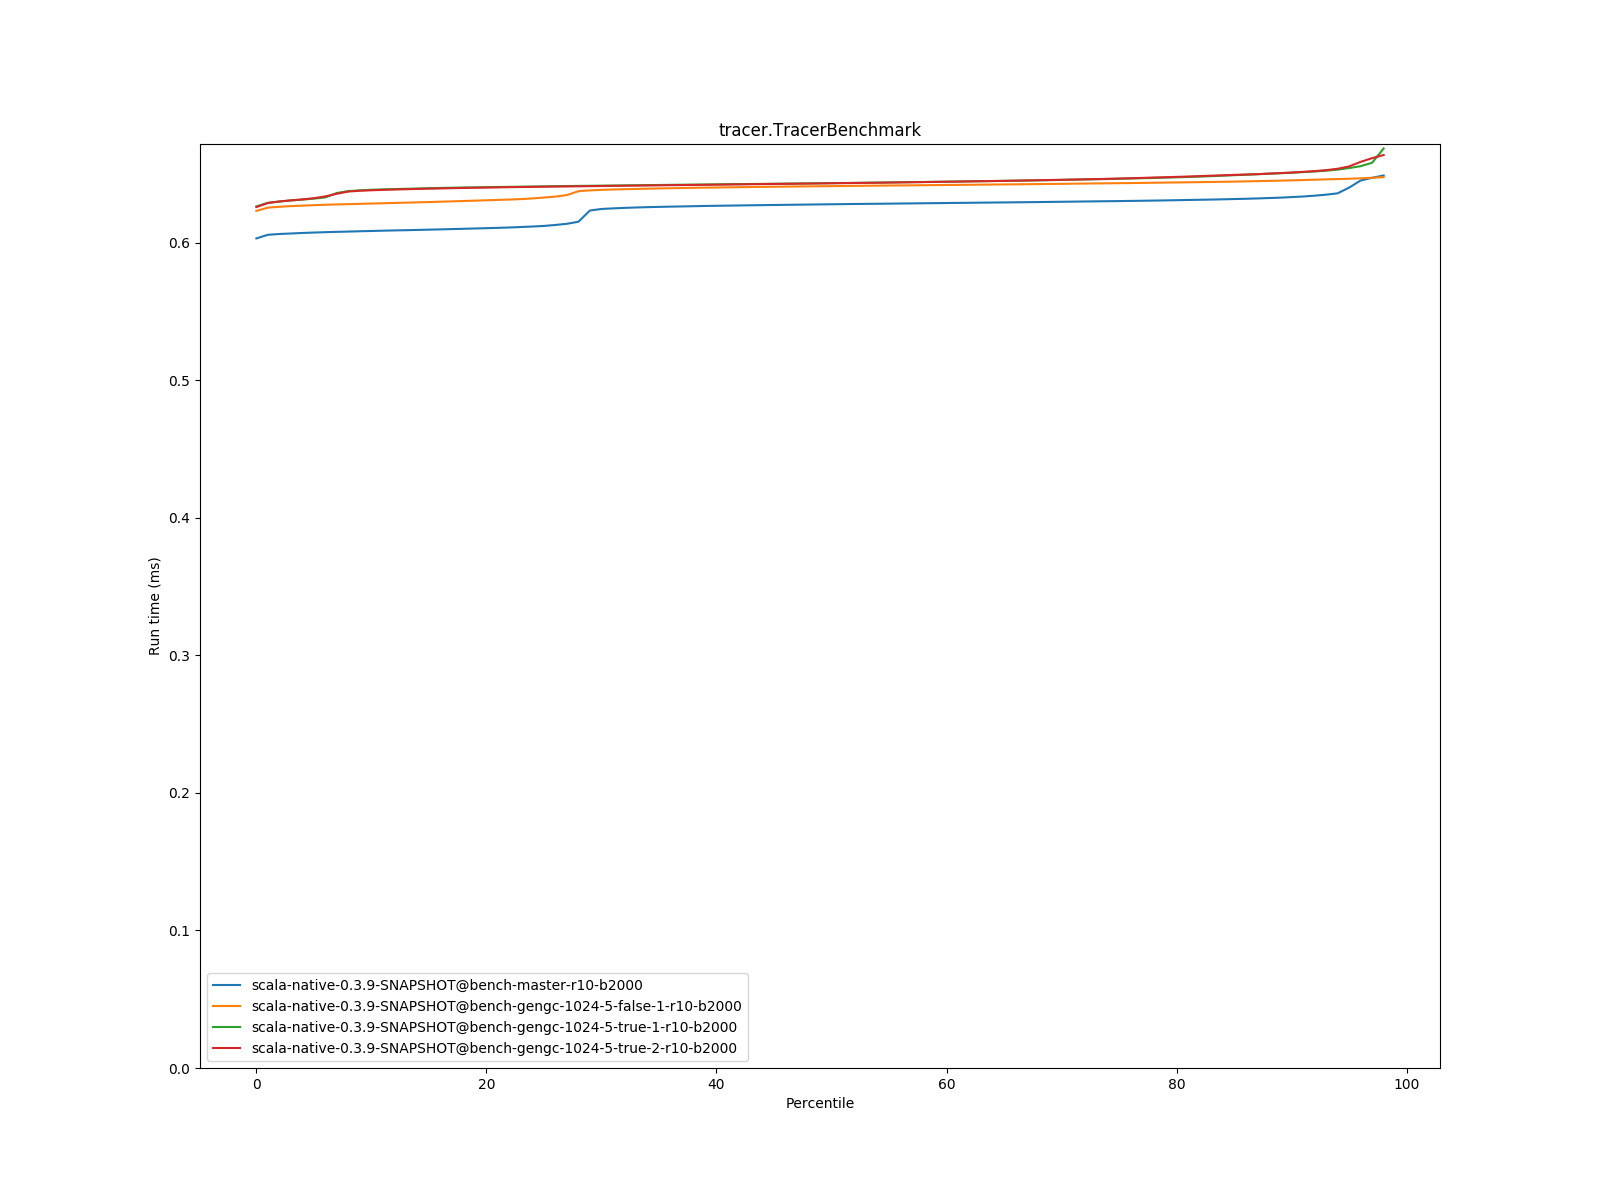 tracer.TracerBenchmark
0.6
0.5
0.4
0.3
0.2
0.1
0.0
Run time (ms)
scala-native-0.3.9-SNAPSHOT@bench-master-r10-b2000
scala-native-0.3.9-SNAPSHOT@bench-gengc-1024-5-false-1-r10-b2000
scala-native-0.3.9-SNAPSHOT@bench-gengc-1024-5-true-1-r10-b2000
scala-native-0.3.9-SNAPSHOT@bench-gengc-1024-5-true-2-r10-b2000
0 20 40 60 80 100
Percentile